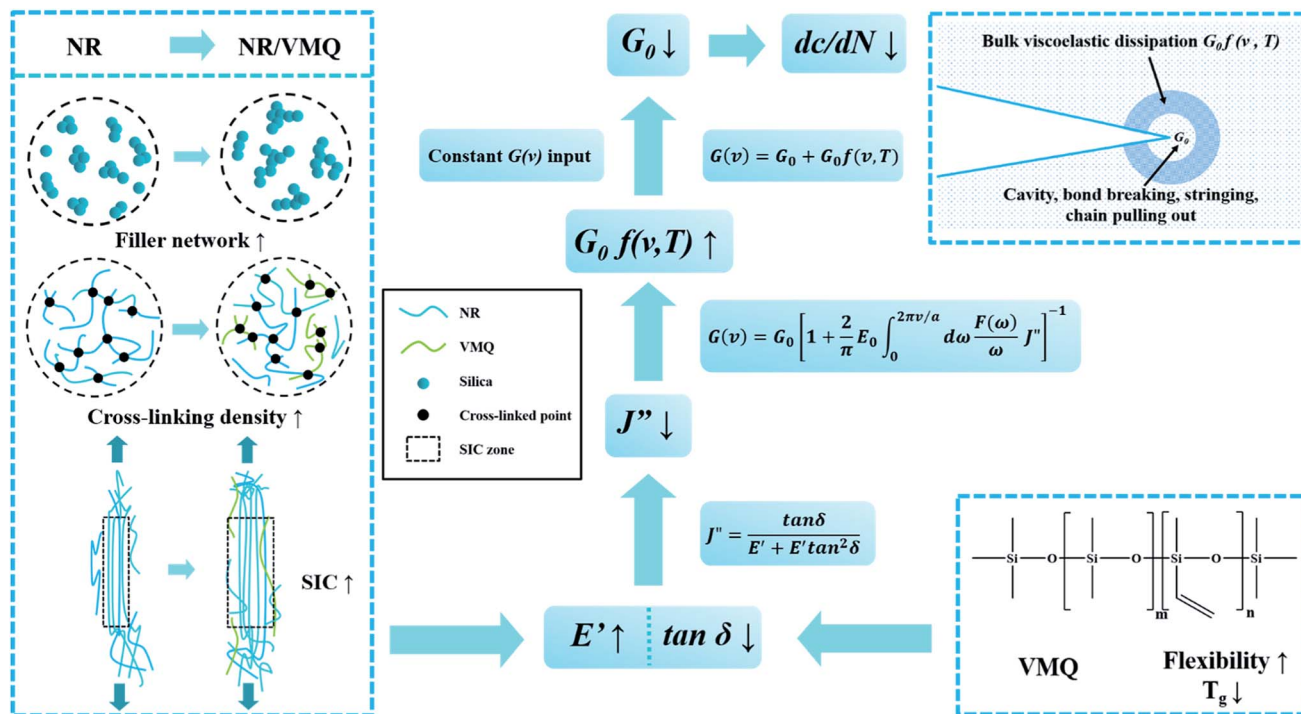 NR
NR/VMQ
Filler network ↑
Cross-linking density ↑
SIC ↑
NR
VMQ
Silica
Cross-linked point
SIC zone
G₀ ↓
dc/dN ↓
Constant G(v) input
G(v) = G₀ + G₀f(v,T)
G₀ f(v,T) ↑
G(v) = G₀ [1 + 2/π E₀ ∫₀^(2πv/a) dω F(ω)/ω J"]⁻¹
J” ↓
J" = tanδ / (E′ + E′tan²δ)
E’ ↑
tan δ ↓
Bulk viscoelastic dissipation G₀f(v , T)
G₀
Cavity, bond breaking, stringing,
chain pulling out
Si
O
Si
O
Si
O
Si
m
n
VMQ
Flexibility ↑
Tg ↓